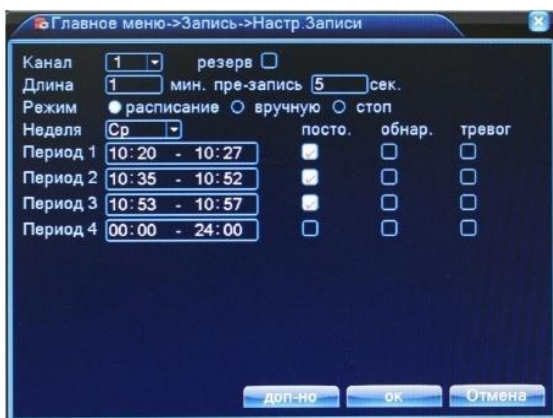 Главное меню->Запись->Настр.Записи
Канал 1 резерв
Длина 1 мин. пре-запись 5 сек.
Режим расписание вручную стоп
Неделя Ср посто. обнар. тревог
Период 1 10:20 - 10:27
Период 2 10:35 - 10:52
Период 3 10:53 - 10:57
Период 4 00:00 - 24:00
доп-но ок Отмена